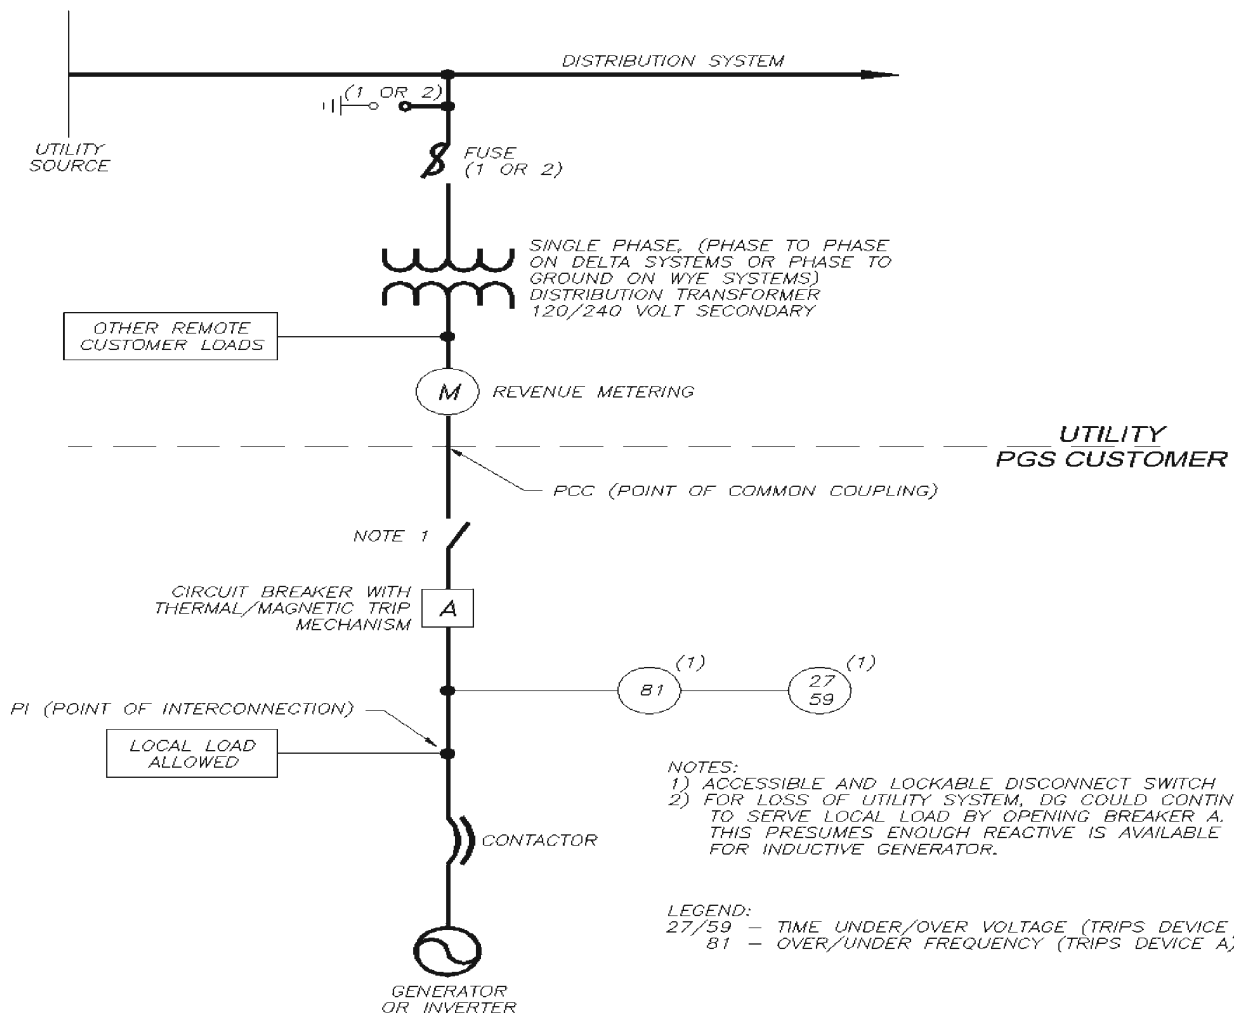 DISTRIBUTION SYSTEM
(1 OR 2)
UTILITY
SOURCE
FUSE
(1 OR 2)
SINGLE PHASE, (PHASE TO PHASE
ON DELTA SYSTEMS OR PHASE TO
GROUND ON WYE SYSTEMS)
DISTRIBUTION TRANSFORMER
120/240 VOLT SECONDARY
OTHER REMOTE
CUSTOMER LOADS
M
REVENUE METERING
UTILITY
PGS CUSTOMER
PCC (POINT OF COMMON COUPLING)
NOTE 1
CIRCUIT BREAKER WITH
THERMAL/MAGNETIC TRIP
MECHANISM
A
(1)
81
(1)
27
59
PI (POINT OF INTERCONNECTION)
LOCAL LOAD
ALLOWED
NOTES:
1) ACCESSIBLE AND LOCKABLE DISCONNECT SWITCH
2) FOR LOSS OF UTILITY SYSTEM, DG COULD CONTIN
TO SERVE LOCAL LOAD BY OPENING BREAKER A.
THIS PRESUMES ENOUGH REACTIVE IS AVAILABLE
FOR INDUCTIVE GENERATOR.
CONTACTOR
LEGEND:
27/59 – TIME UNDER/OVER VOLTAGE (TRIPS DEVICE
81 – OVER/UNDER FREQUENCY (TRIPS DEVICE A)
GENERATOR
OR INVERTER